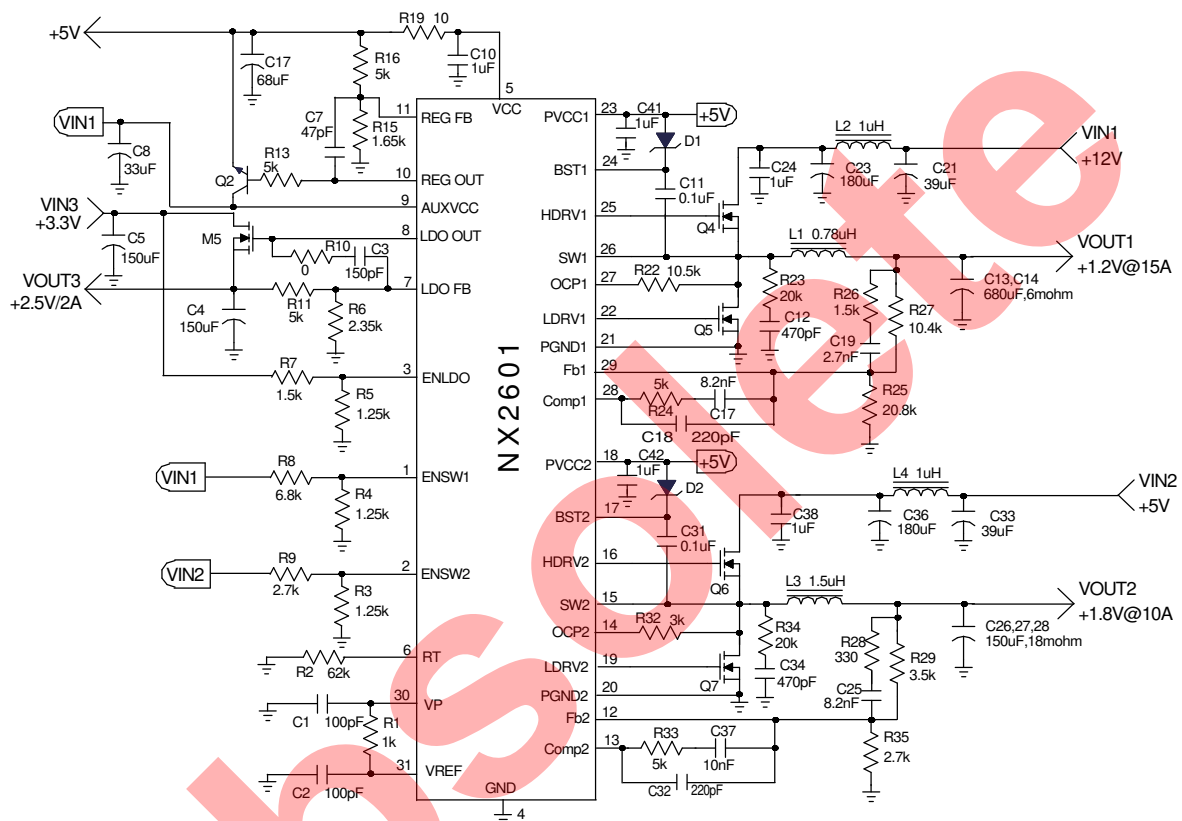 +5V
R19 10
C17
68uF
R16
5k
C10
1uF
5
VCC
VIN1
C8
33uF
C7
47pF
R15
1.65k
11
REG FB
R13
5k
Q2
10
REG OUT
9
AUXVCC
VIN3
+3.3V
C5
150uF
M5
8
LDO OUT
R10
0
C3
150pF
VOUT3
+2.5V/2A
7
LDO FB
C4
150uF
R11
5k
R6
2.35k
R7
1.5k
3
ENLDO
R5
1.25k
VIN1
R8
6.8k
1
ENSW1
R4
1.25k
VIN2
R9
2.7k
2
ENSW2
R3
1.25k
R2
62k
6
RT
C1
100pF
30
VP
R1
1k
C2
100pF
31
VREF
GND
4
NX2601
PVCC1
23
C41
1uF
+5V
D1
BST1
24
C11
0.1uF
HDRV1
25
Q4
C24
1uF
C23
180uF
L2 1uH
C21
39uF
VIN1
+12V
SW1
26
L1 0.78uH
VOUT1
+1.2V@15A
OCP1
27
R22 10.5k
R23
20k
C12
470pF
R26
1.5k
C19
2.7nF
R27
10.4k
C13,C14
680uF,6mohm
LDRV1
22
Q5
PGND1
21
Fb1
29
Comp1
28
5k
R24
8.2nF
C17
C18
220pF
R25
20.8k
PVCC2
18
C42
1uF
+5V
D2
BST2
17
C31
0.1uF
HDRV2
16
Q6
C38
1uF
C36
180uF
L4 1uH
C33
39uF
VIN2
+5V
SW2
15
L3 1.5uH
VOUT2
+1.8V@10A
OCP2
14
R32 3k
R34
20k
C34
470pF
R28
330
C25
8.2nF
R29
3.5k
C26,27,28
150uF,18mohm
LDRV2
19
Q7
PGND2
20
Fb2
12
Comp2
13
R33
5k
C37
10nF
C32
220pF
R35
2.7k
bsolete